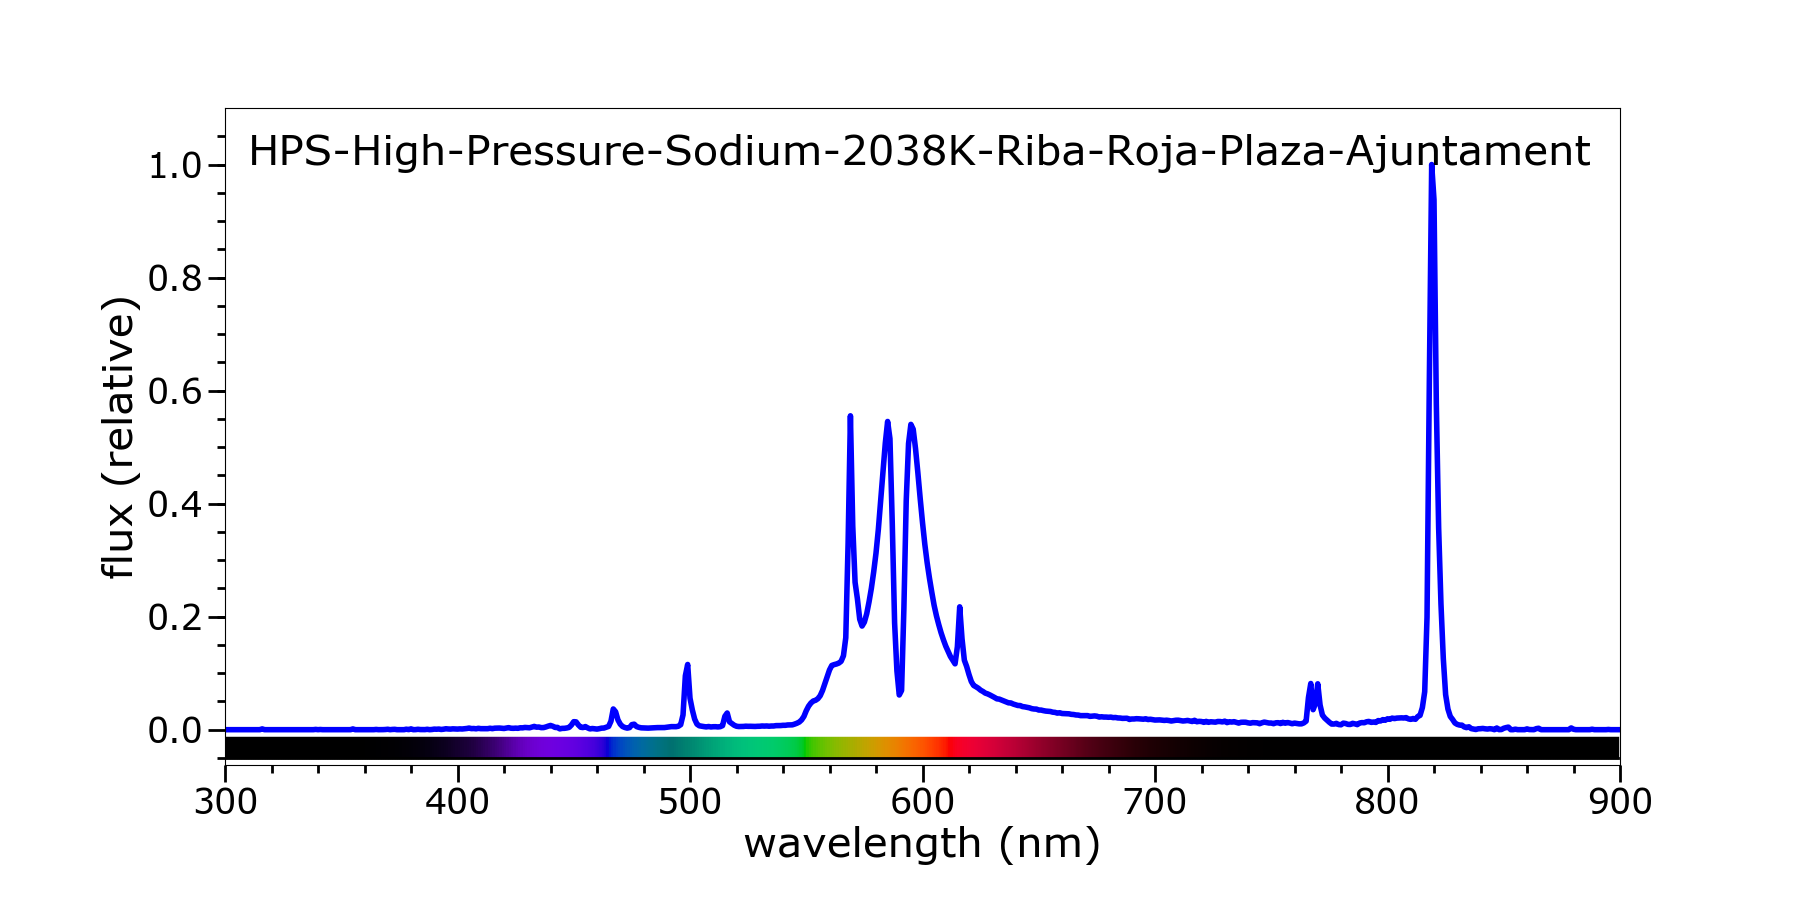 HPS-High-Pressure-Sodium-2038K-Riba-Roja-Plaza-Ajuntament
flux (relative)
1.0
0.8
0.6
0.4
0.2
0.0
300 400 500 600 700 800 900
wavelength (nm)